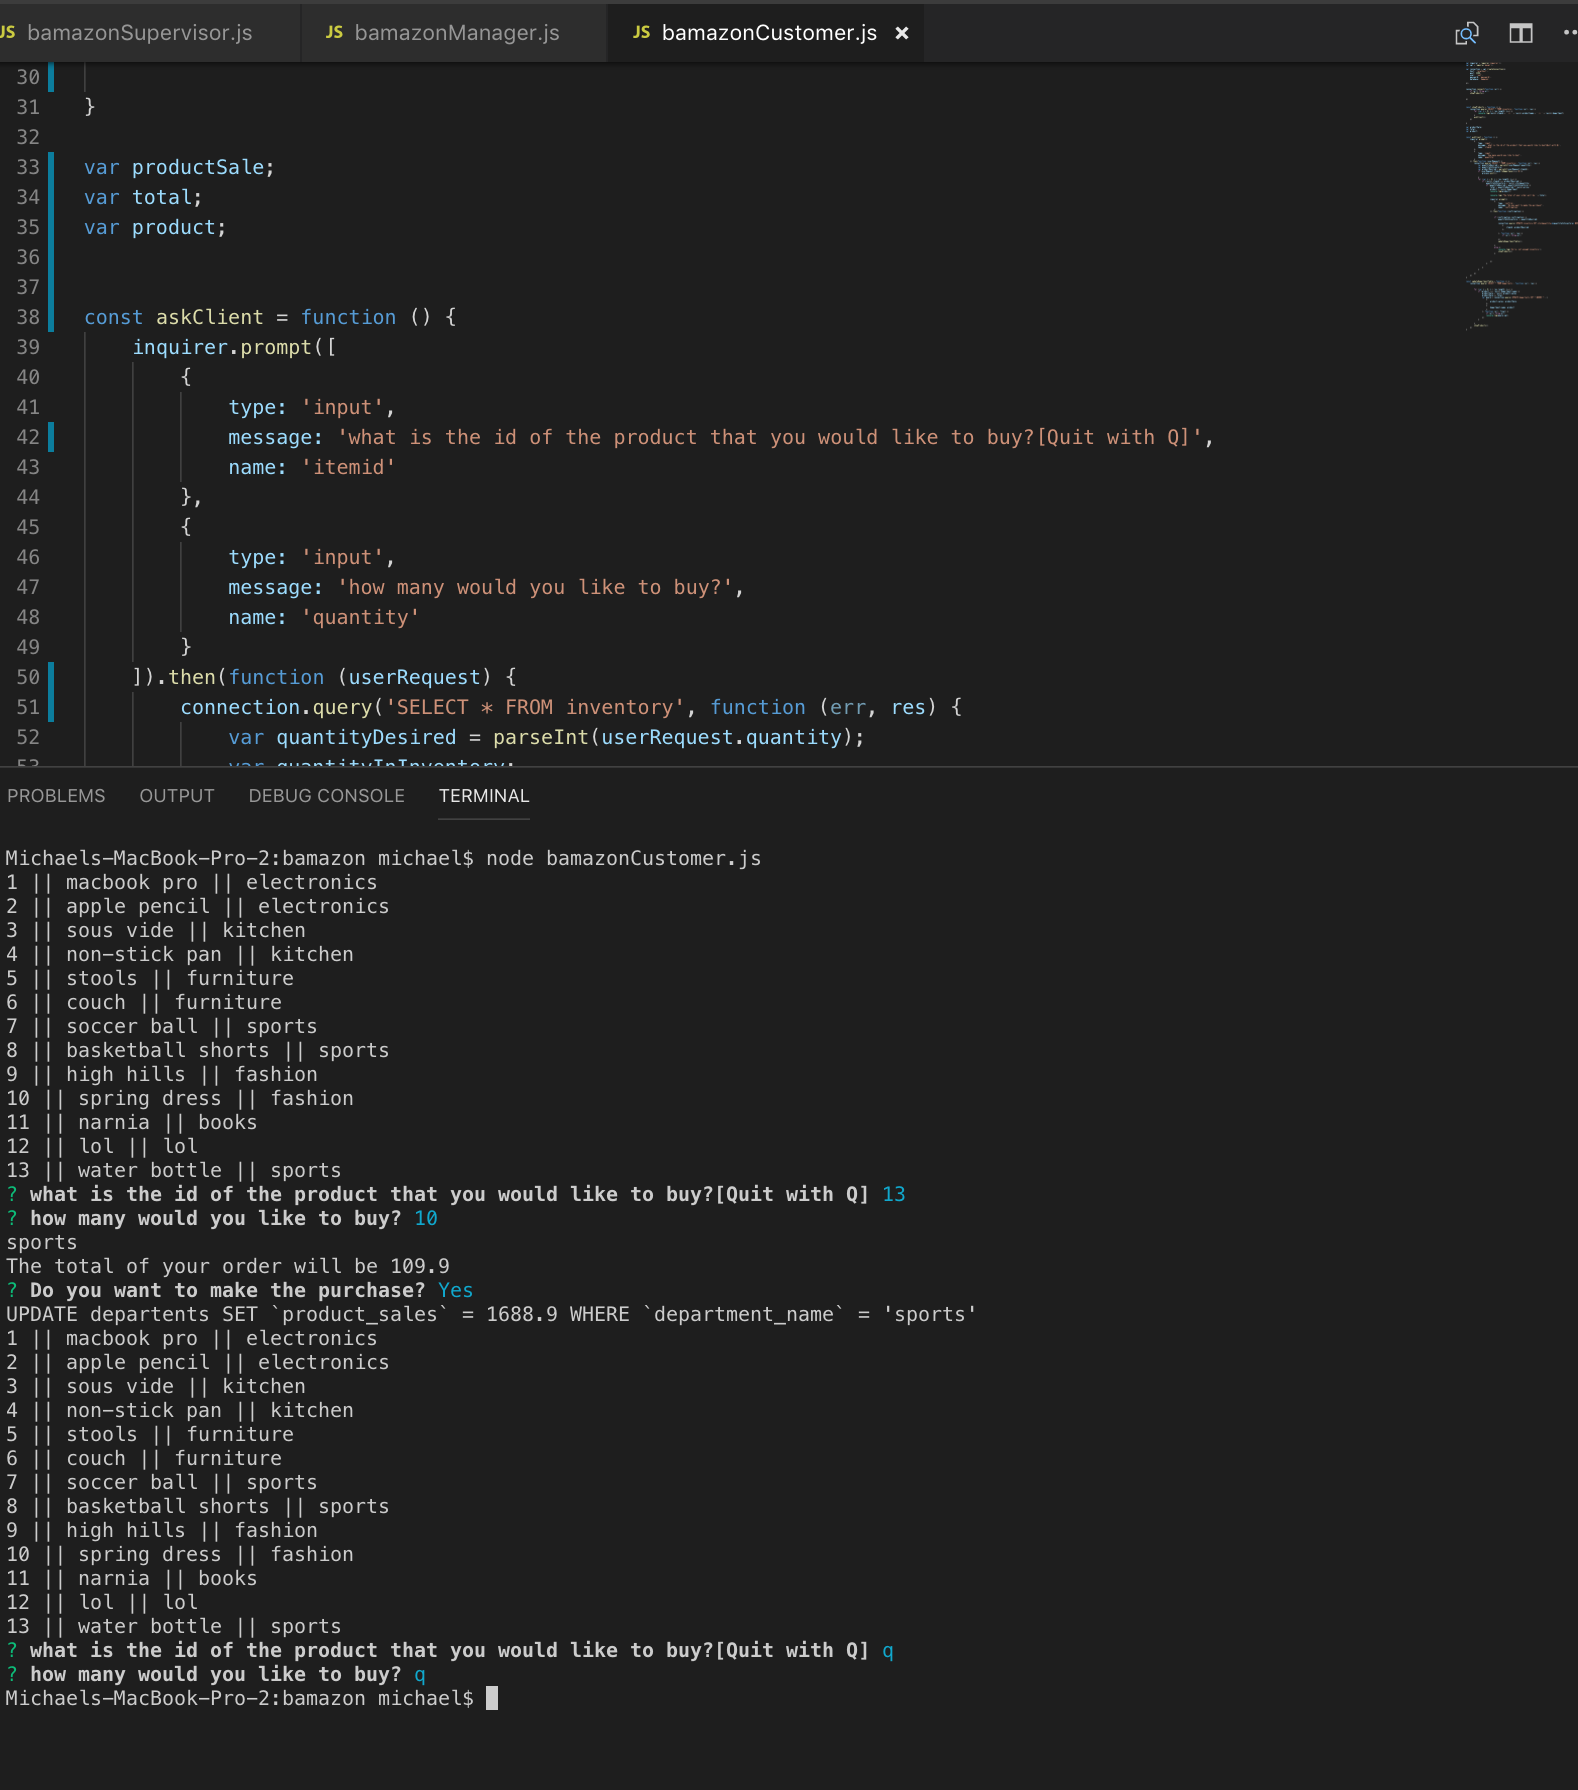 JS bamazonSupervisor.js JS bamazonManager.js JS bamazonCustomer.js ×
30
31 }
32
33 var productSale;
34 var total;
35 var product;
36
37
38 const askClient = function () {
39 inquirer.prompt([
40 {
41 type: 'input',
42 message: 'what is the id of the product that you would like to buy?[Quit with Q]',
43 name: 'itemid'
44 },
45 {
46 type: 'input',
47 message: 'how many would you like to buy?',
48 name: 'quantity'
49 }
50 ]).then(function (userRequest) {
51 connection.query('SELECT * FROM inventory', function (err, res) {
52 var quantityDesired = parseInt(userRequest.quantity);
53 var quantityInInventory;
PROBLEMS OUTPUT DEBUG CONSOLE TERMINAL
Michaels-MacBook-Pro-2:bamazon michael$ node bamazonCustomer.js
1 || macbook pro || electronics
2 || apple pencil || electronics
3 || sous vide || kitchen
4 || non-stick pan || kitchen
5 || stools || furniture
6 || couch || furniture
7 || soccer ball || sports
8 || basketball shorts || sports
9 || high hills || fashion
10 || spring dress || fashion
11 || narnia || books
12 || lol || lol
13 || water bottle || sports
? what is the id of the product that you would like to buy?[Quit with Q] 13
? how many would you like to buy? 10
sports
The total of your order will be 109.9
? Do you want to make the purchase? Yes
UPDATE departents SET `product_sales` = 1688.9 WHERE `department_name` = 'sports'
1 || macbook pro || electronics
2 || apple pencil || electronics
3 || sous vide || kitchen
4 || non-stick pan || kitchen
5 || stools || furniture
6 || couch || furniture
7 || soccer ball || sports
8 || basketball shorts || sports
9 || high hills || fashion
10 || spring dress || fashion
11 || narnia || books
12 || lol || lol
13 || water bottle || sports
? what is the id of the product that you would like to buy?[Quit with Q] q
? how many would you like to buy? q
Michaels-MacBook-Pro-2:bamazon michael$